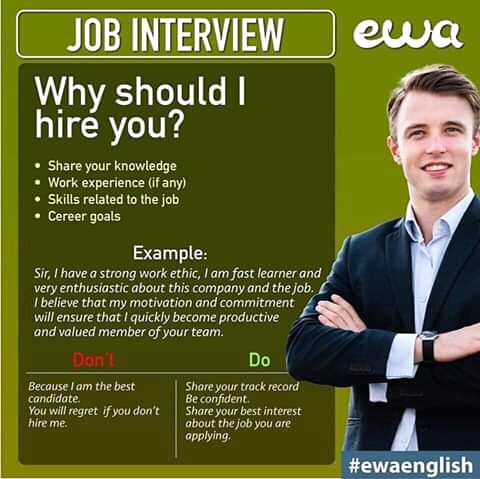 JOB INTERVIEW
ewa
Why should I
hire you?
• Share your knowledge
• Work experience (if any)
• Skills related to the job
• Cereer goals
Example:
Sir, I have a strong work ethic, I am fast learner and
very enthusiastic about this company and the job.
I believe that my motivation and commitment
will ensure that I quickly become productive
and valued member of your team.
Don't
Do
Because I am the best
candidate.
You will regret if you don't
hire me.
Share your track record
Be confident.
Share your best interest
about the job you are
applying.
#ewaenglish